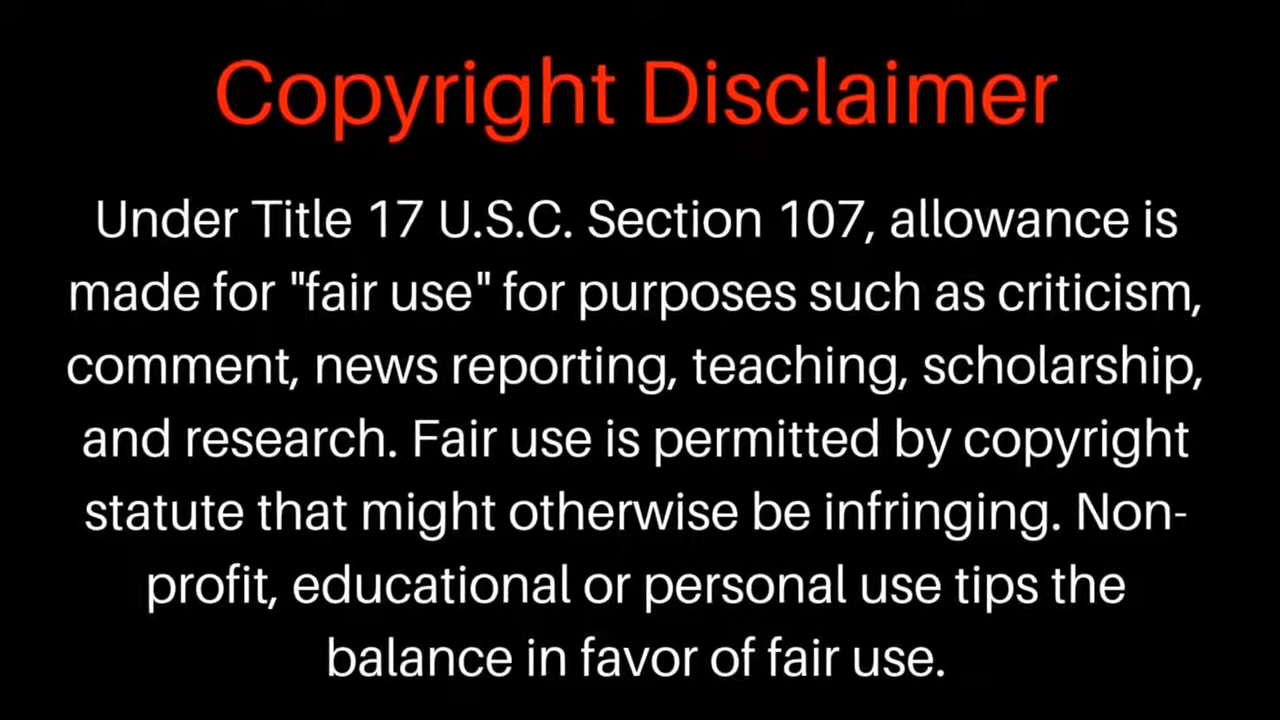 Copyright Disclaimer
Under Title 17 U.S.C. Section 107, allowance is
made for "fair use" for purposes such as criticism,
comment, news reporting, teaching, scholarship,
and research. Fair use is permitted by copyright
statute that might otherwise be infringing. Non-
profit, educational or personal use tips the
balance in favor of fair use.